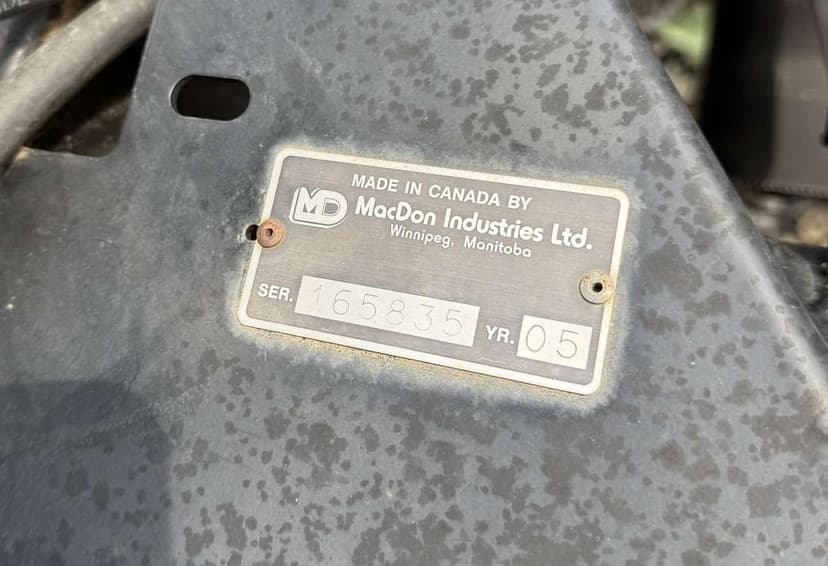 MADE IN CANADA BY
MD MacDon Industries Ltd.
Winnipeg, Manitoba
SER. 165835 YR. 05